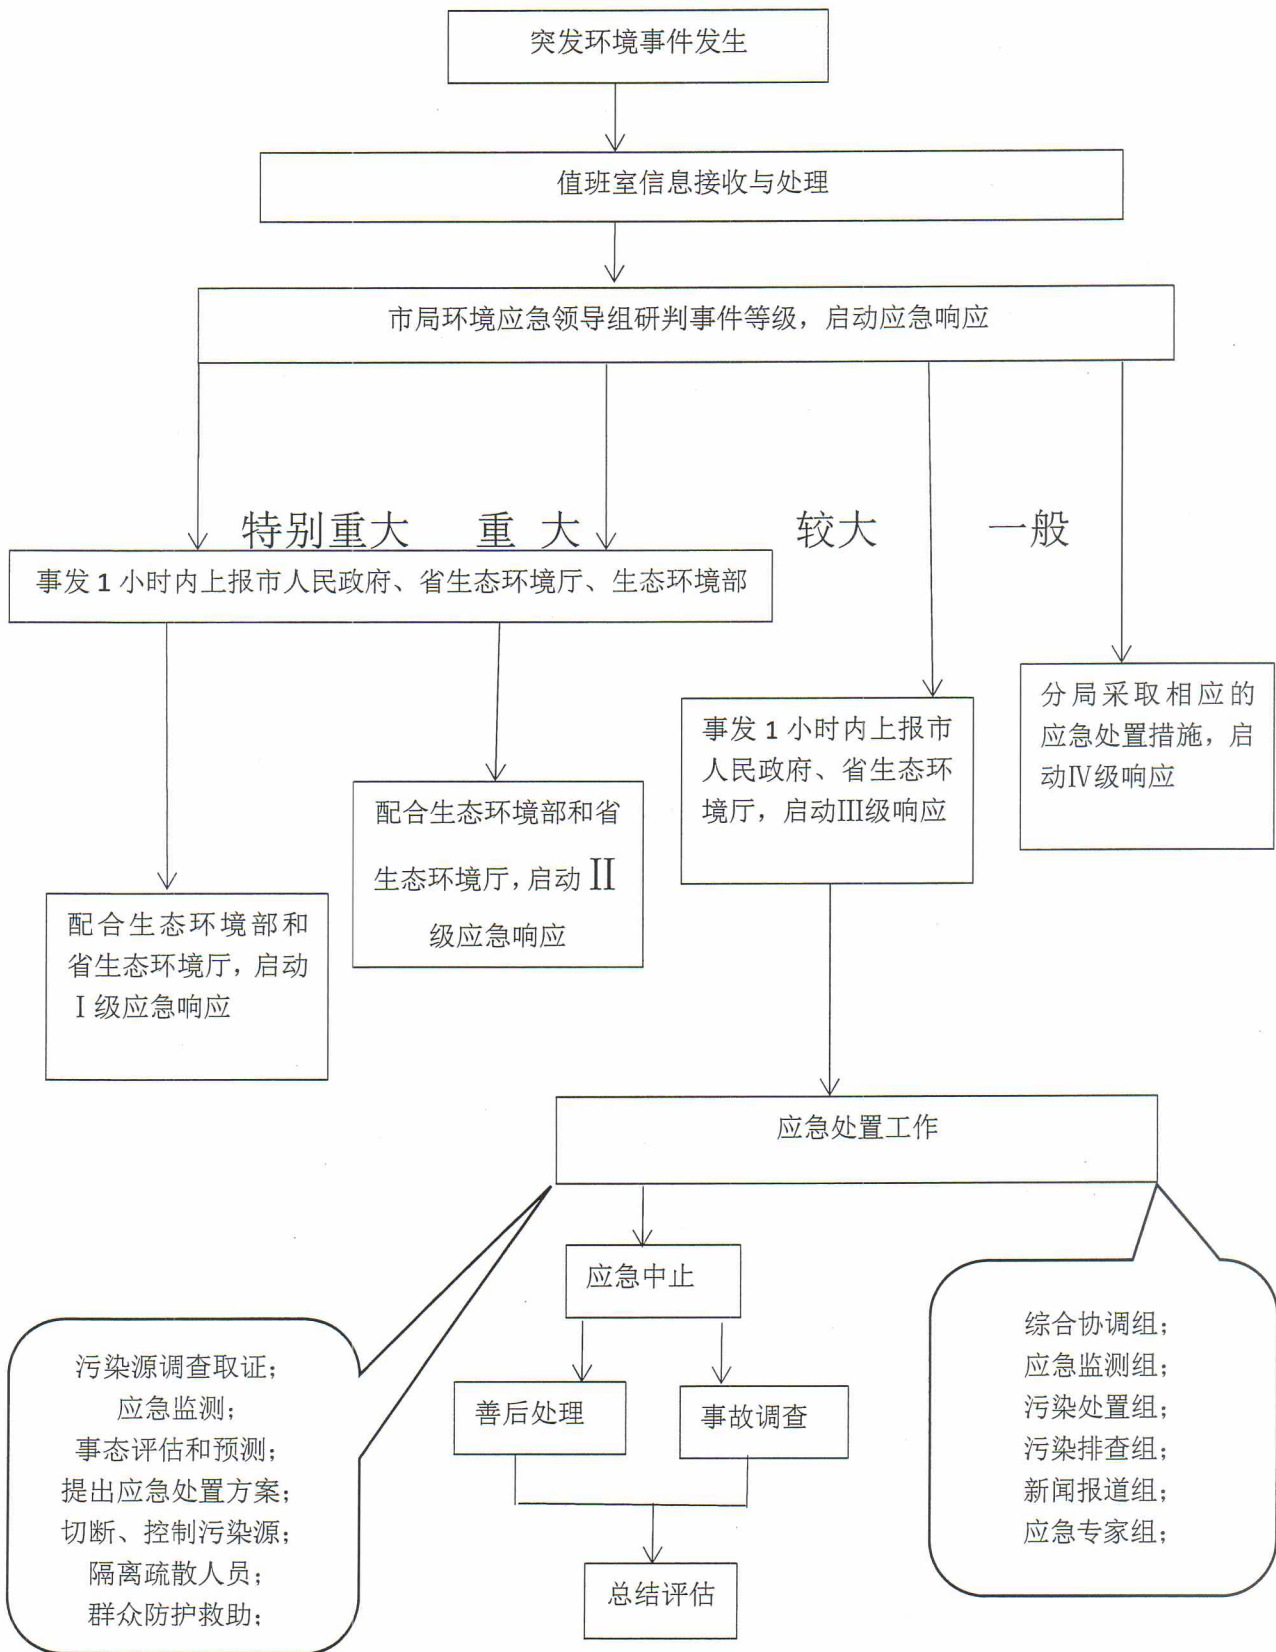 突发环境事件发生
值班室信息接收与处理
市局环境应急领导组研判事件等级，启动应急响应
特别重大
重 大
较大
一般
事发 1 小时内上报市人民政府、省生态环境厅、生态环境部
分局采取相应的
应急处置措施，启
动Ⅳ级响应
事发 1 小时内上报市
人民政府、省生态环
境厅，启动Ⅲ级响应
配合生态环境部和省
生态环境厅，启动 Ⅱ
级应急响应
配合生态环境部和
省生态环境厅，启动
Ⅰ级应急响应
应急处置工作
应急中止
善后处理
事故调查
总结评估
污染源调查取证；
应急监测；
事态评估和预测；
提出应急处置方案；
切断、控制污染源；
隔离疏散人员；
群众防护救助；
综合协调组；
应急监测组；
污染处置组；
污染排查组；
新闻报道组；
应急专家组；